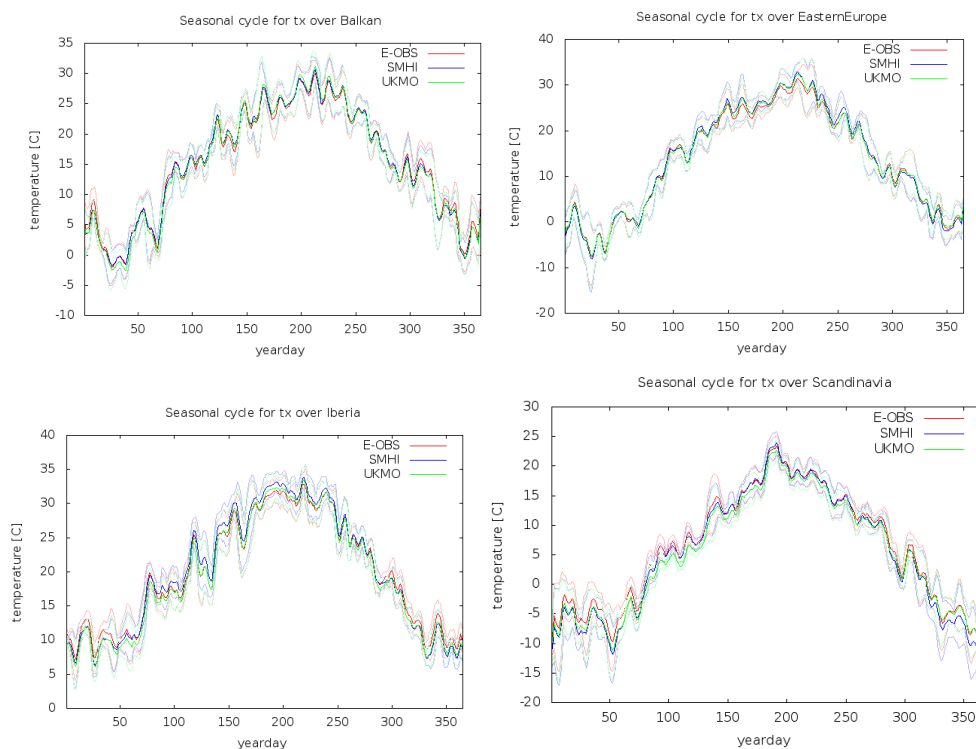 Seasonal cycle for tx over Balkan
35
30
25
20
15
10
5
0
-5
-10
temperature [C]
E-OBS
SMHI
UKMO
50 100 150 200 250 300 350
yearday
Seasonal cycle for tx over EasternEurope
40
30
20
10
0
-10
-20
temperature [C]
E-OBS
SMHI
UKMO
50 100 150 200 250 300 350
yearday
Seasonal cycle for tx over Iberia
40
35
30
25
20
15
10
5
0
temperature [C]
E-OBS
SMHI
UKMO
50 100 150 200 250 300 350
yearday
Seasonal cycle for tx over Scandinavia
30
25
20
15
10
5
0
-5
-10
-15
-20
temperature [C]
E-OBS
SMHI
UKMO
50 100 150 200 250 300 350
yearday